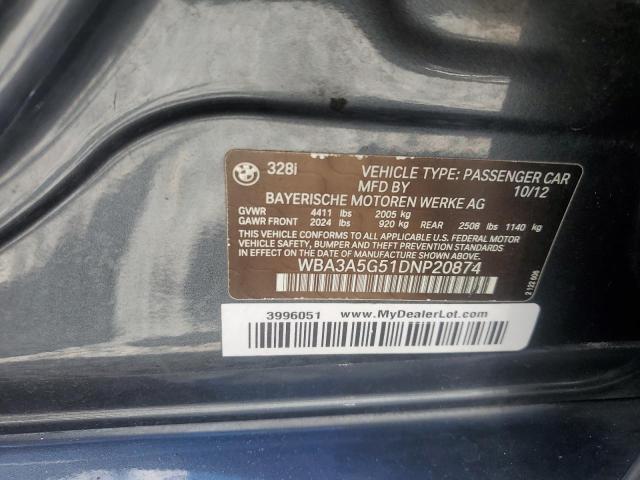 328i
VEHICLE TYPE: PASSENGER CAR
MFD BY 10/12
BAYERISCHE MOTOREN WERKE AG
GVWR 4411 lbs 2005 kg
GAWR FRONT 2024 lbs 920 kg REAR 2508 lbs 1140 kg
THIS VEHICLE CONFORMS TO ALL APPLICABLE U.S. FEDERAL MOTOR
VEHICLE SAFETY, BUMPER AND THEFT PREVENTION STANDARDS
IN EFFECT ON THE DATE OF MANUFACTURE SHOWN ABOVE.
WBA3A5G51DNP20874
2 122 606
3996051 www.MyDealerLot.com